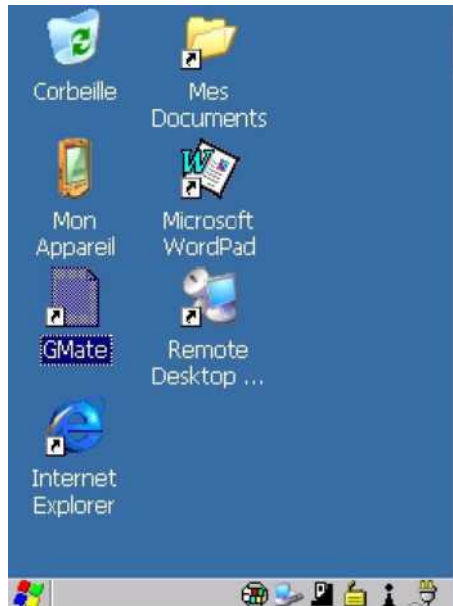 Corbeille
Mes
Documents
Mon
Appareil
Microsoft
WordPad
GMate
Remote
Desktop ...
Internet
Explorer